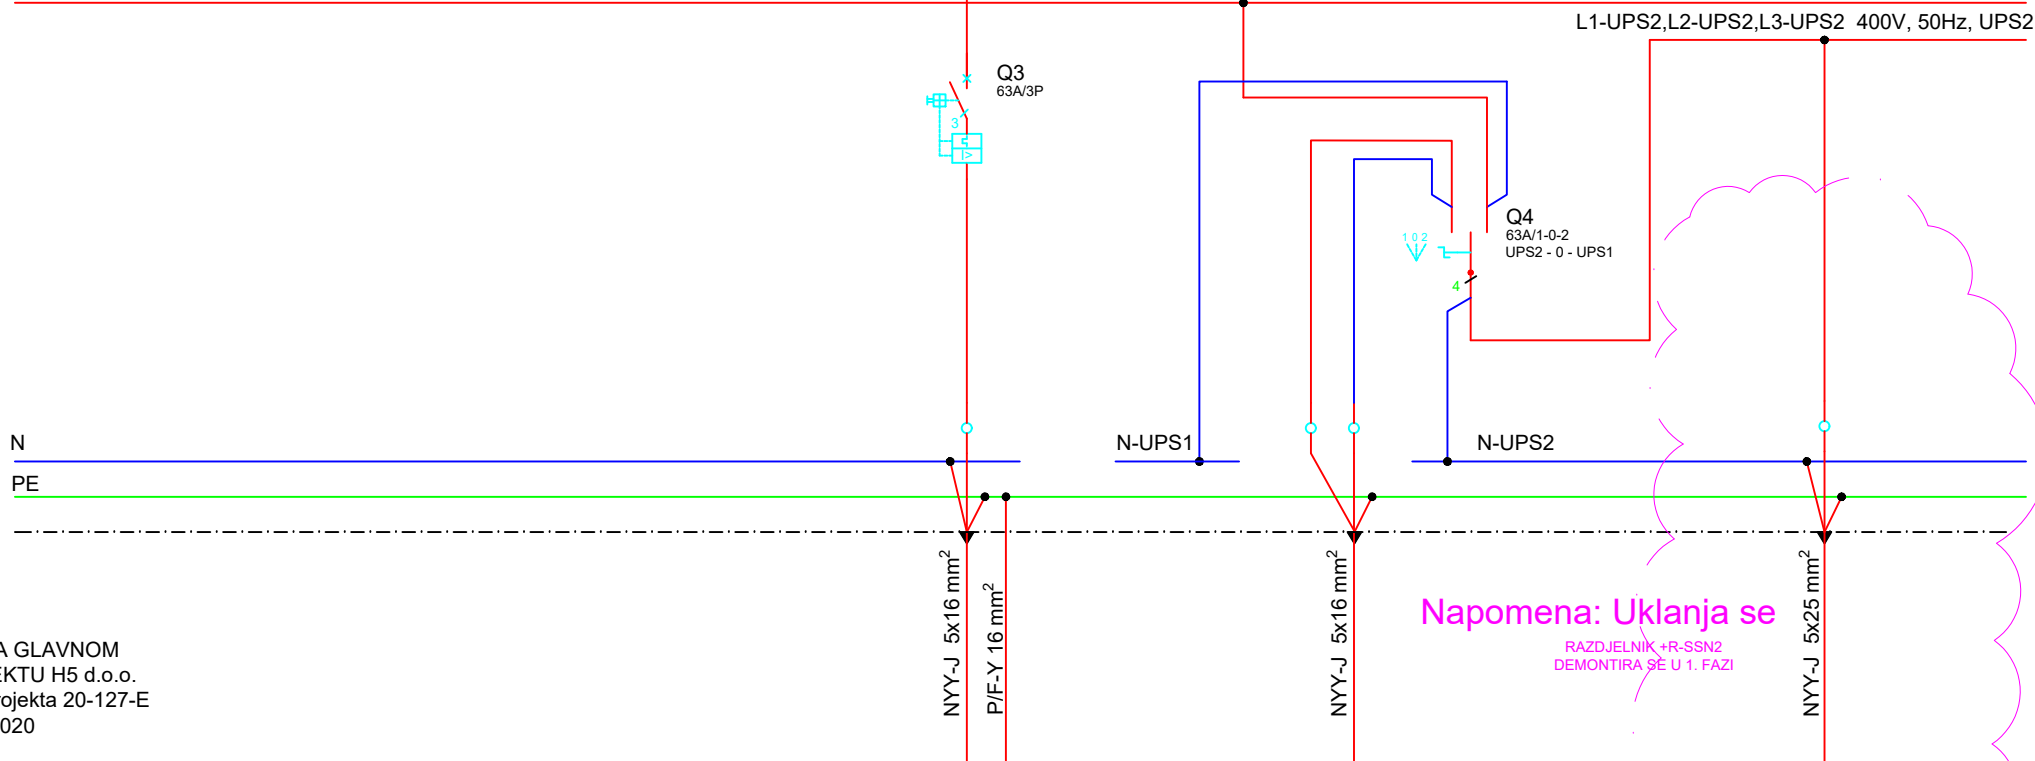 L1-UPS2,L2-UPS2,L3-UPS2 400V, 50Hz, UPS2
Q3
63A/3P
3
I>
Q4
63A/1-0-2
UPS2 - 0 - UPS1
1 0 2
4
N
N-UPS1
N-UPS2
PE
NYY-J 5x16 mm²
P/F-Y 16 mm²
NYY-J 5x16 mm²
NYY-J 5x25 mm²
Napomena: Uklanja se
RAZDJELNIK +R-SSN2
DEMONTIRA SE U 1. FAZI
A GLAVNOM
EKTU H5 d.o.o.
rojekta 20-127-E
020